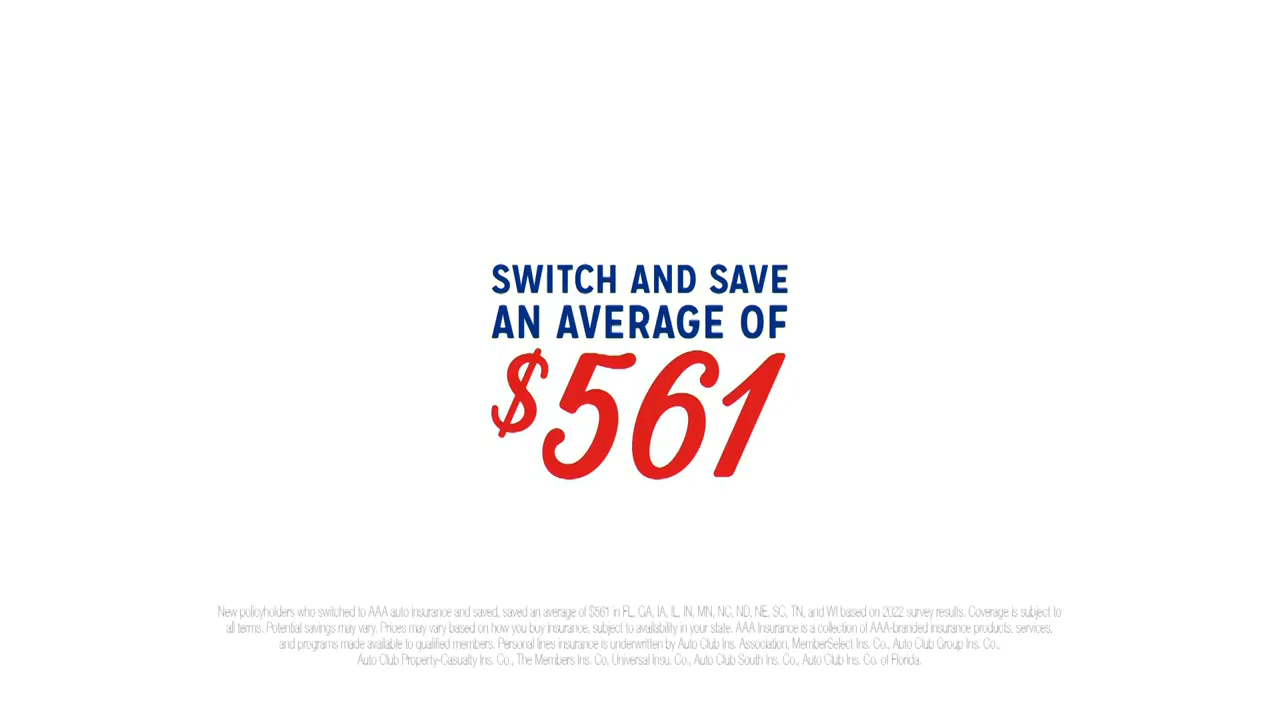 SWITCH AND SAVE
AN AVERAGE OF
$561
New policyholders who switched to AAA auto insurance and saved, saved an average of $561 in FL, GA, IA, IL, IN, MN, NC, ND, NE, SC, TN, and WI based on 2022 survey results. Coverage is subject to
all terms. Potential savings may vary. Prices may vary based on how you buy insurance, subject to availability in your state. AAA Insurance is a collection of AAA-branded insurance products, services,
and programs made available to qualified members. Personal lines insurance is underwritten by Auto Club Ins. Association, MemberSelect Ins. Co., Auto Club Group Ins. Co.,
Auto Club Property-Casualty Ins. Co., The Members Ins. Co, Universal Insu. Co., Auto Club South Ins. Co., Auto Club Ins. Co. of Florida.